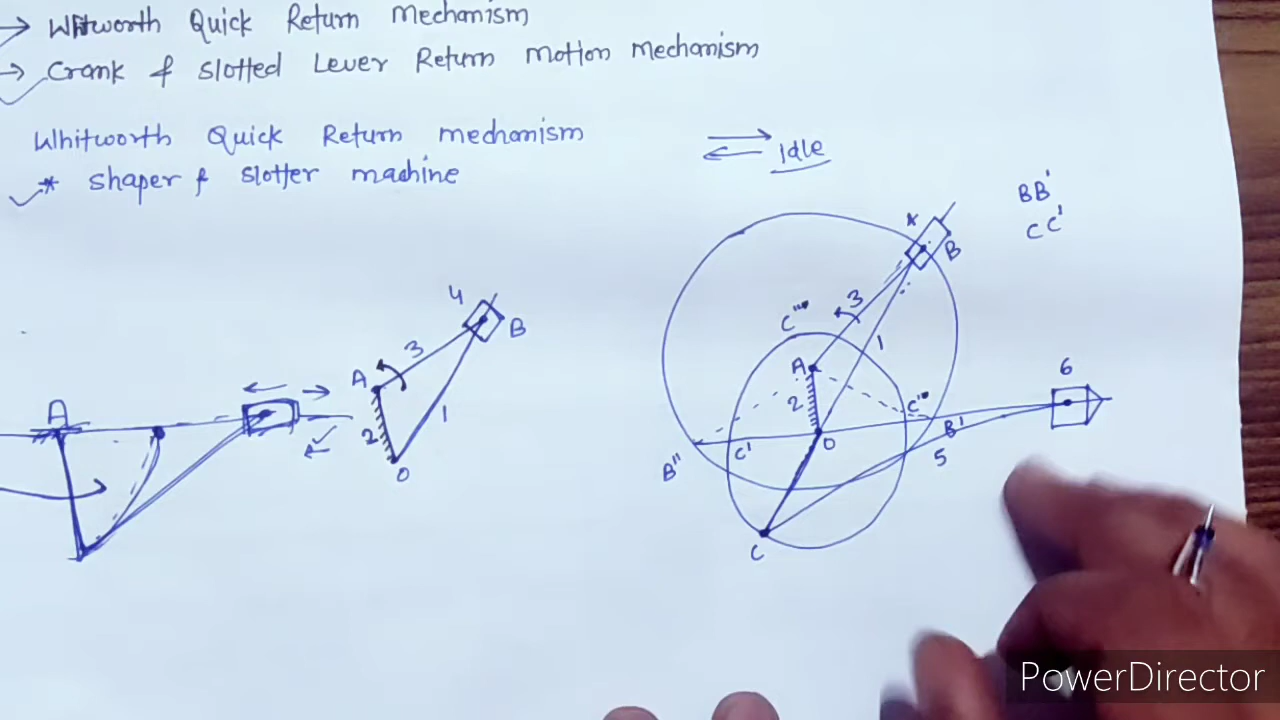 → Whitworth Quick Return Mechanism
→ Crank & Slotted Lever Return Motion Mechanism
Whitworth Quick Return mechanism
* shaper & slotter machine
Idle
BB'
CC'
A
A
3
4
B
2
1
O
B
3
C'''
1
A
2
O
C''
B'
C'
B"
5
6
C
PowerDirector